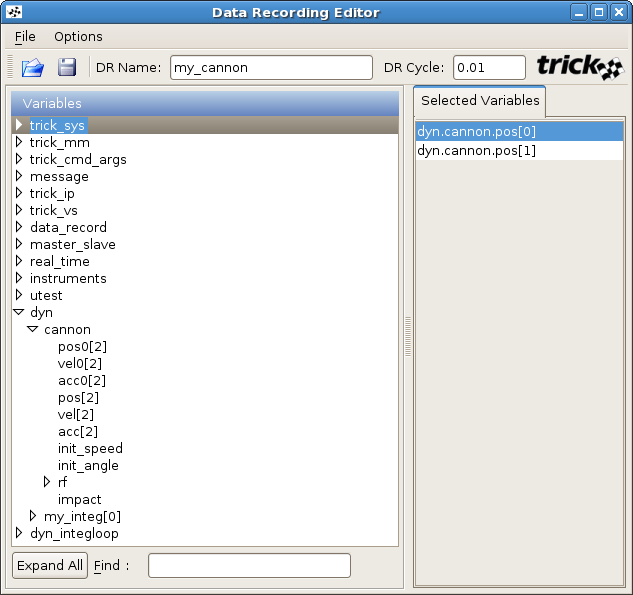 Data Recording Editor
File Options
DR Name: my_cannon DR Cycle: 0.01 trick
Variables
Selected Variables
trick_sys
trick_mm
trick_cmd_args
message
trick_ip
trick_vs
data_record
master_slave
real_time
instruments
utest
dyn
cannon
pos0[2]
vel0[2]
acc0[2]
pos[2]
vel[2]
acc[2]
init_speed
init_angle
rf
impact
my_integ[0]
dyn_integloop
dyn.cannon.pos[0]
dyn.cannon.pos[1]
Expand All Find :